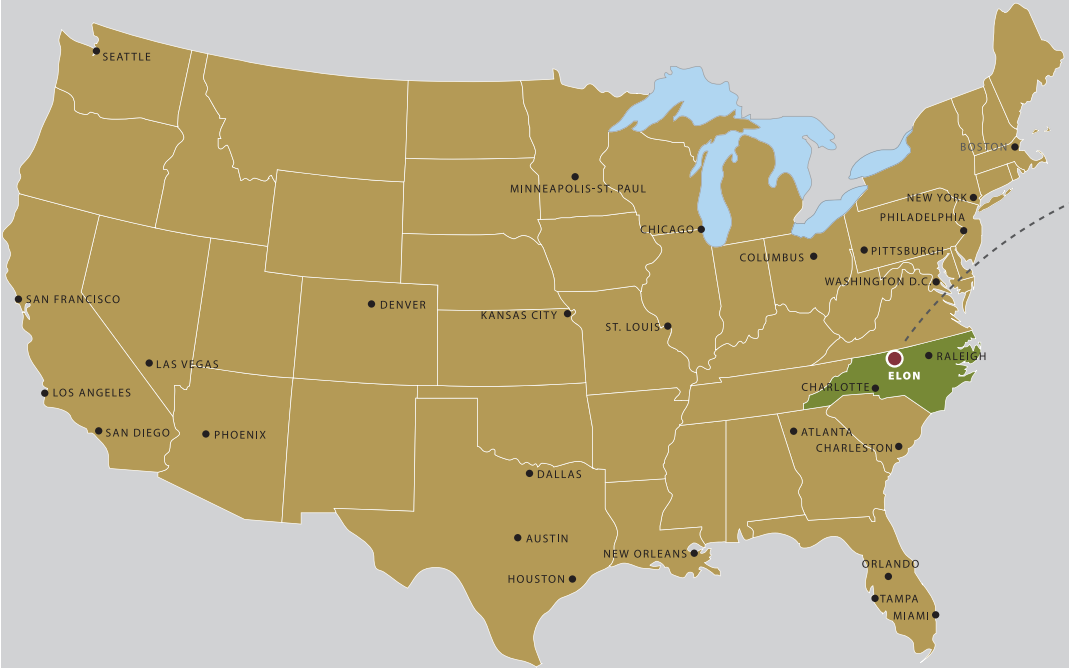 SEATTLE
BOSTON
MINNEAPOLIS-ST. PAUL
NEW YORK
PHILADELPHIA
CHICAGO
PITTSBURGH
COLUMBUS
WASHINGTON D.C.
SAN FRANCISCO
DENVER
KANSAS CITY
ST. LOUIS
RALEIGH
LAS VEGAS
ELON
CHARLOTTE
LOS ANGELES
SAN DIEGO
PHOENIX
ATLANTA
CHARLESTON
DALLAS
AUSTIN
NEW ORLEANS
ORLANDO
HOUSTON
TAMPA
MIAMI